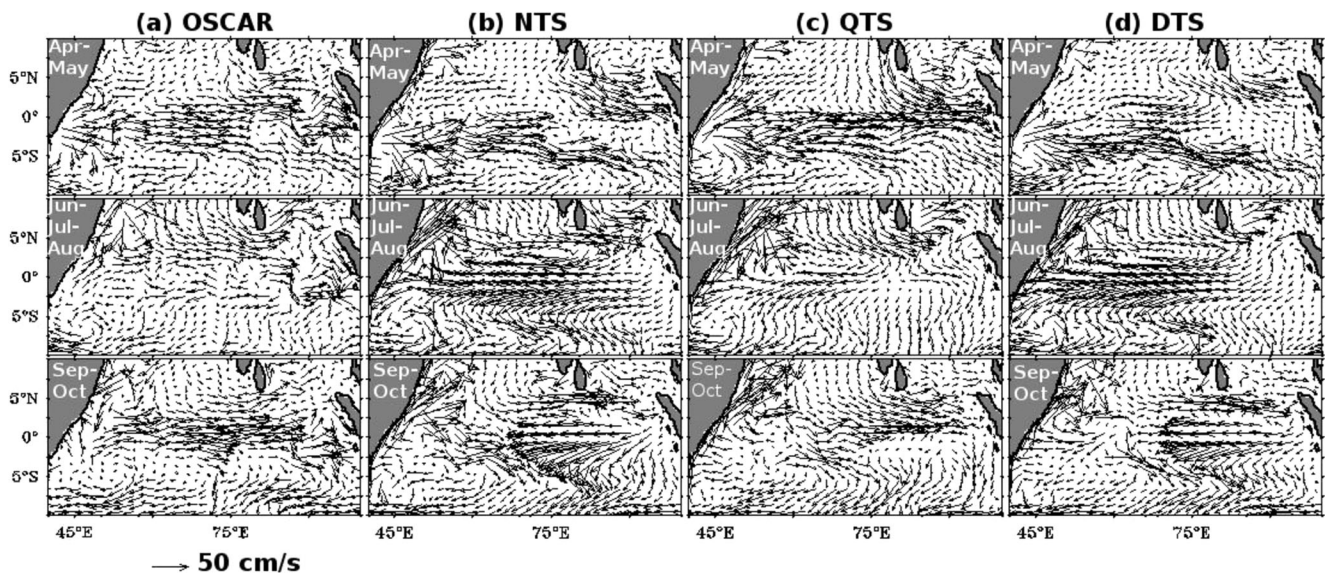 (a) OSCAR (b) NTS (c) QTS (d) DTS
Apr- Apr- Apr- Apr-
May May May May
5°N
0°
5°S
Jun- Jun- Jun- Jun-
Jul- Jul- Jul- Jul-
Aug Aug Aug Aug
5°N
0°
5°S
Sep- Sep- Sep- Sep-
Oct Oct Oct Oct
5°N
0°
5°S
45°E 75°E 45°E 75°E 45°E 75°E 45°E 75°E
50 cm/s